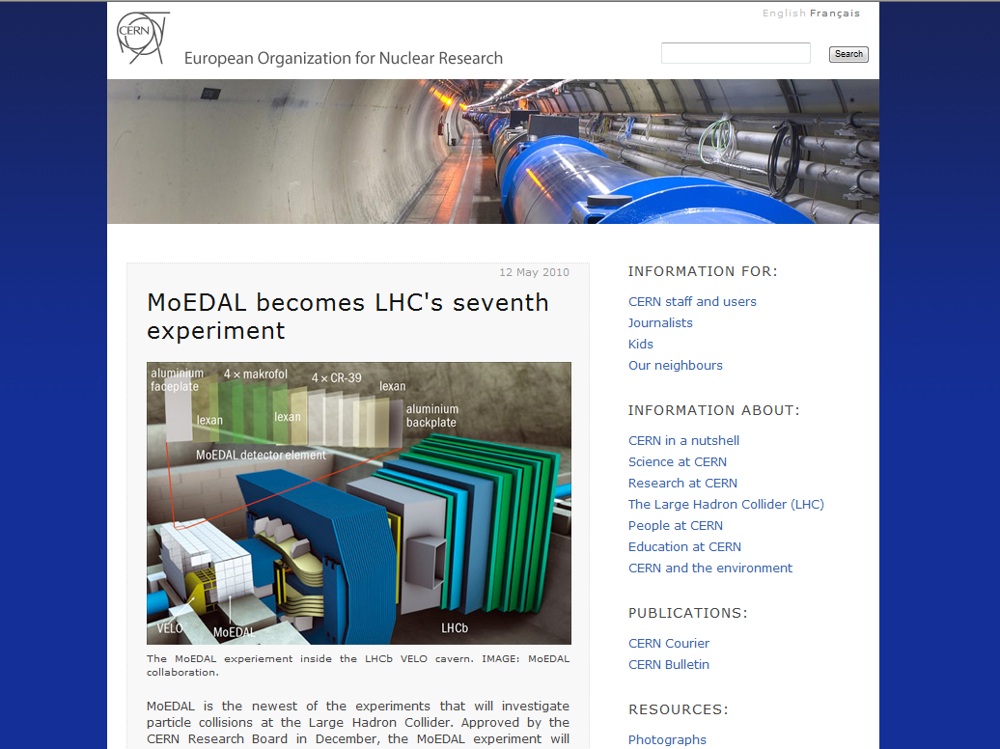 English Français
CERN
European Organization for Nuclear Research
Search
12 May 2010
MoEDAL becomes LHC's seventh
experiment
aluminium
faceplate
4 × makrofol
4 × CR-39
lexan
lexan
lexan
aluminium
backplate
MoEDAL detector element
VELO
MoEDAL
LHCb
The MoEDAL experiement inside the LHCb VELO cavern. IMAGE: MoEDAL
collaboration.
MoEDAL is the newest of the experiments that will investigate
particle collisions at the Large Hadron Collider. Approved by the
CERN Research Board in December, the MoEDAL experiment will
INFORMATION FOR:
CERN staff and users
Journalists
Kids
Our neighbours
INFORMATION ABOUT:
CERN in a nutshell
Science at CERN
Research at CERN
The Large Hadron Collider (LHC)
People at CERN
Education at CERN
CERN and the environment
PUBLICATIONS:
CERN Courier
CERN Bulletin
RESOURCES:
Photographs